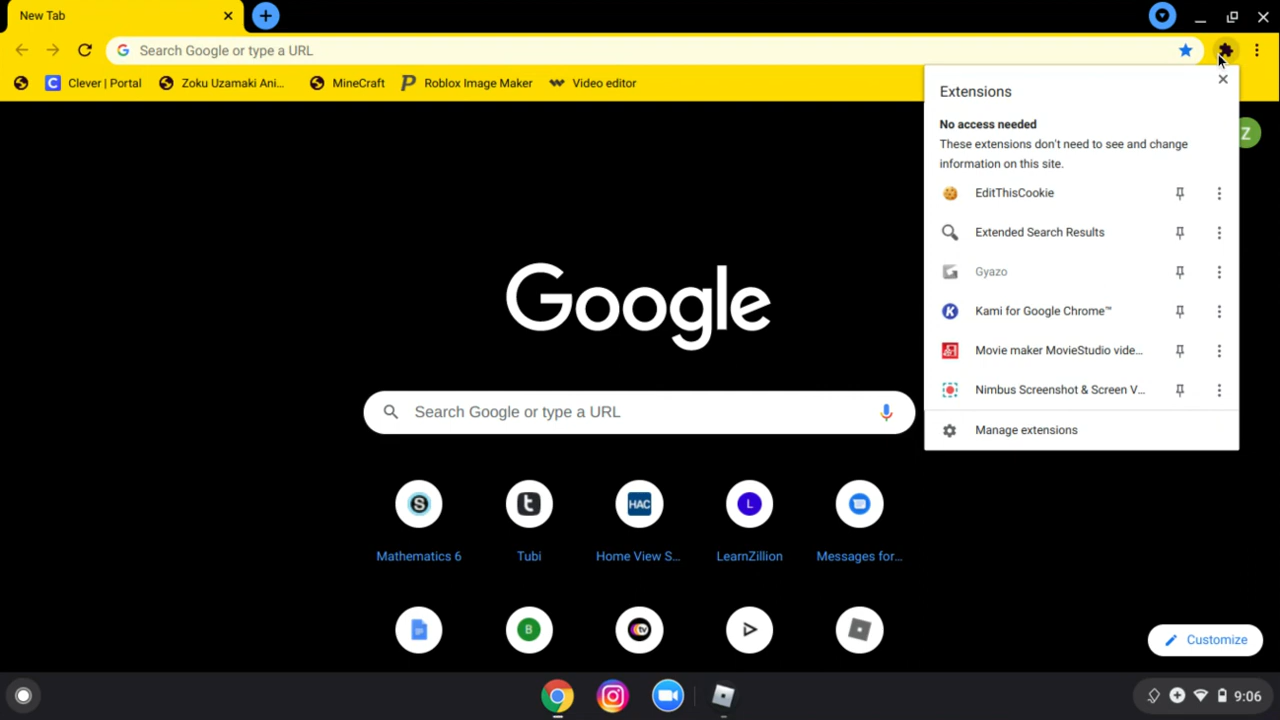 New Tab
Search Google or type a URL
Clever | Portal
Zoku Uzamaki Ani...
MineCraft
Roblox Image Maker
Video editor
Extensions
No access needed
These extensions don't need to see and change
information on this site.
EditThisCookie
Extended Search Results
Gyazo
Kami for Google Chrome™
Movie maker MovieStudio vide...
Nimbus Screenshot & Screen V...
Manage extensions
Z
Google
Search Google or type a URL
S
t
HAC
L
Mathematics 6
Tubi
Home View S...
LearnZillion
Messages for...
B
tv
Customize
9:06